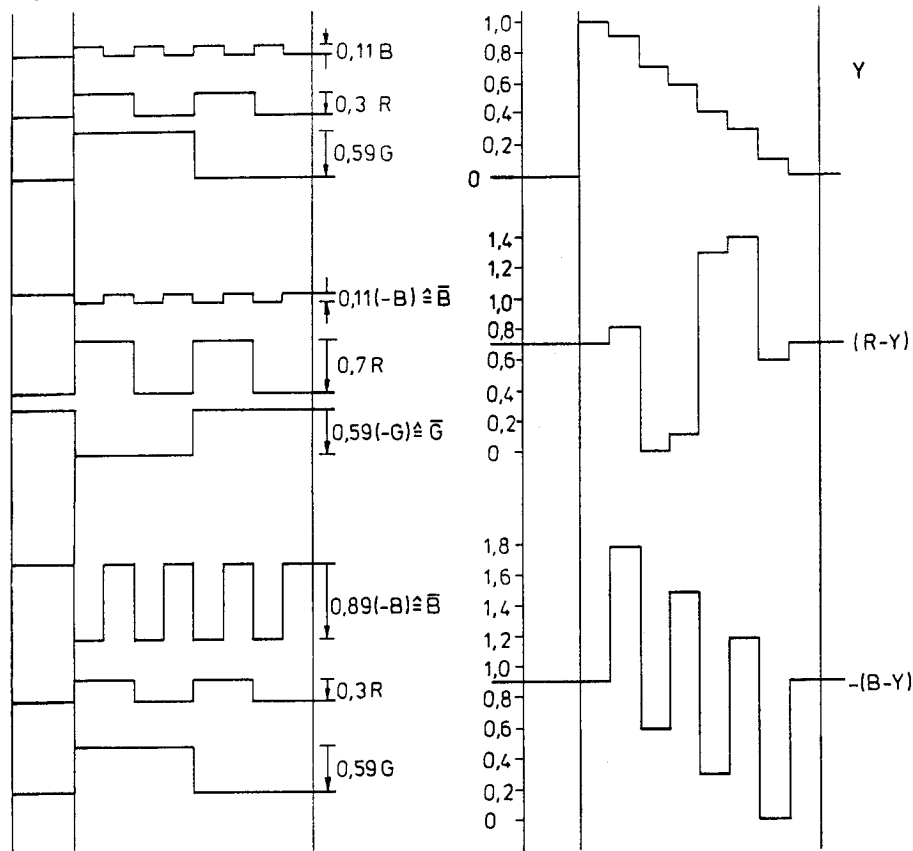 0,11 B
0,3 R
0,59 G
0,11(-B) ≙ B̅
0,7 R
0,59(-G) ≙ G̅
0,89(-B) ≙ B̅
0,3 R
0,59 G
1,0
0,8
0,6
0,4
0,2
0
Y
1,4
1,2
1,0
0,8
0,6
0,4
0,2
0
(R-Y)
1,8
1,6
1,4
1,2
1,0
0,8
0,6
0,4
0,2
0
-(B-Y)